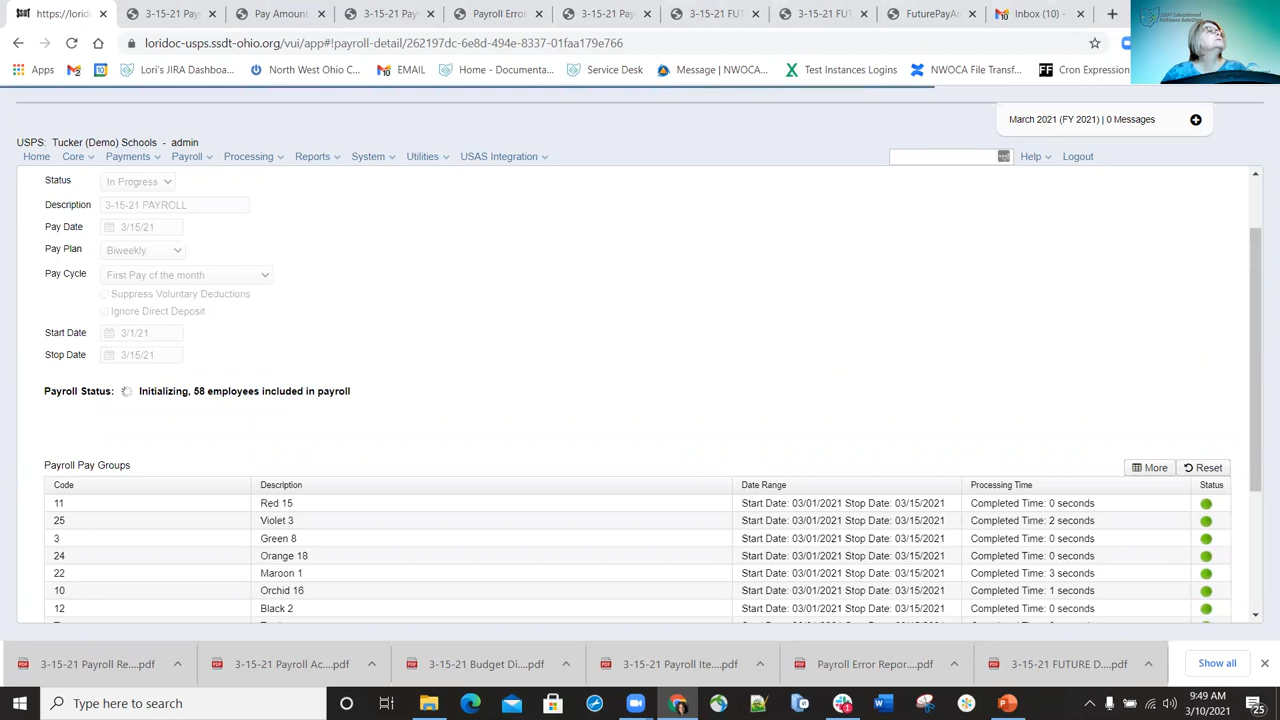 https://lori
3-15-21 Pay
Pay Amount
3-15-21 Pay
Error
3-15-21 Pay
3-15-21 FUT
3-15-21 FUT
FuturePayAr
Inbox (10) -
loridoc-usps.ssdt-ohio.org/vui/app#!payroll-detail/262197dc-6e8d-494e-8337-01faa179e766
Apps
Lori's JIRA Dashboa...
North West Ohio C...
EMAIL
Home - Documenta...
Service Desk
Message | NWOCA...
Test Instances Logins
NWOCA File Transf...
FF Cron Expression
March 2021 (FY 2021) | 0 Messages
USPS: Tucker (Demo) Schools - admin
Home Core Payments Payroll Processing Reports System Utilities USAS Integration Help Logout
Status In Progress
Description 3-15-21 PAYROLL
Pay Date 3/15/21
Pay Plan Biweekly
Pay Cycle First Pay of the month
Suppress Voluntary Deductions
Ignore Direct Deposit
Start Date 3/1/21
Stop Date 3/15/21
Payroll Status: Initializing, 58 employees included in payroll
Payroll Pay Groups More Reset
Code Description Date Range Processing Time Status
11 Red 15 Start Date: 03/01/2021 Stop Date: 03/15/2021 Completed Time: 0 seconds
25 Violet 3 Start Date: 03/01/2021 Stop Date: 03/15/2021 Completed Time: 2 seconds
3 Green 8 Start Date: 03/01/2021 Stop Date: 03/15/2021 Completed Time: 0 seconds
24 Orange 18 Start Date: 03/01/2021 Stop Date: 03/15/2021 Completed Time: 0 seconds
22 Maroon 1 Start Date: 03/01/2021 Stop Date: 03/15/2021 Completed Time: 3 seconds
10 Orchid 16 Start Date: 03/01/2021 Stop Date: 03/15/2021 Completed Time: 1 seconds
12 Black 2 Start Date: 03/01/2021 Stop Date: 03/15/2021 Completed Time: 0 seconds
3-15-21 Payroll Re....pdf
3-15-21 Payroll Ac....pdf
3-15-21 Budget Di....pdf
3-15-21 Payroll Ite....pdf
Payroll Error Repor....pdf
3-15-21 FUTURE D....pdf
Show all
Type here to search
9:49 AM
3/10/2021
25